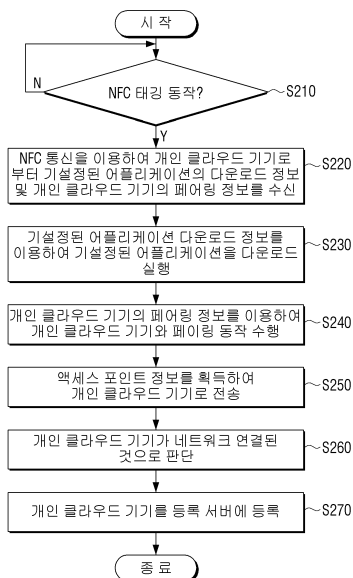 시 작
N
NFC 태깅 동작?
S210
Y
NFC 통신을 이용하여 개인 클라우드 기기로
부터 기설정된 어플리케이션의 다운로드 정보
및 개인 클라우드 기기의 페어링 정보를 수신
S220
기설정된 어플리케이션 다운로드 정보를
이용하여 기설정된 어플리케이션을 다운로드
실행
S230
개인 클라우드 기기의 페어링 정보를 이용하여
개인 클라우드 기기와 페이링 동작 수행
S240
액세스 포인트 정보를 획득하여
개인 클라우드 기기로 전송
S250
개인 클라우드 기기가 네트워크 연결된
것으로 판단
S260
개인 클라우드 기기를 등록 서버에 등록
S270
종 료